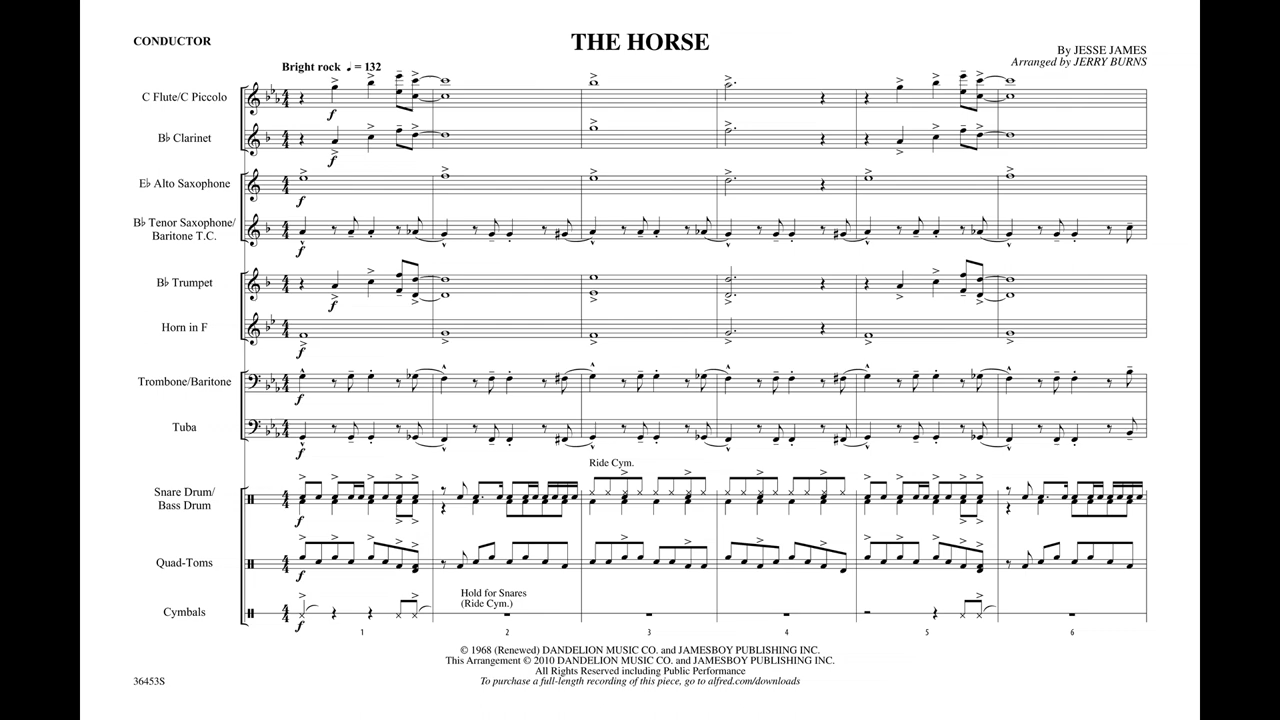 CONDUCTOR
THE HORSE
By JESSE JAMES
Arranged by JERRY BURNS
Bright rock ♩ = 132
C Flute/C Piccolo
f
B♭ Clarinet
f
E♭ Alto Saxophone
f
B♭ Tenor Saxophone/
Baritone T.C.
f
B♭ Trumpet
f
Horn in F
f
Trombone/Baritone
f
Tuba
f
Ride Cym.
Snare Drum/
Bass Drum
f
Quad-Toms
f
Hold for Snares
(Ride Cym.)
Cymbals
f
1 2 3 4 5 6
© 1968 (Renewed) DANDELION MUSIC CO. and JAMESBOY PUBLISHING INC.
This Arrangement © 2010 DANDELION MUSIC CO. and JAMESBOY PUBLISHING INC.
All Rights Reserved including Public Performance
36453S
To purchase a full-length recording of this piece, go to alfred.com/downloads